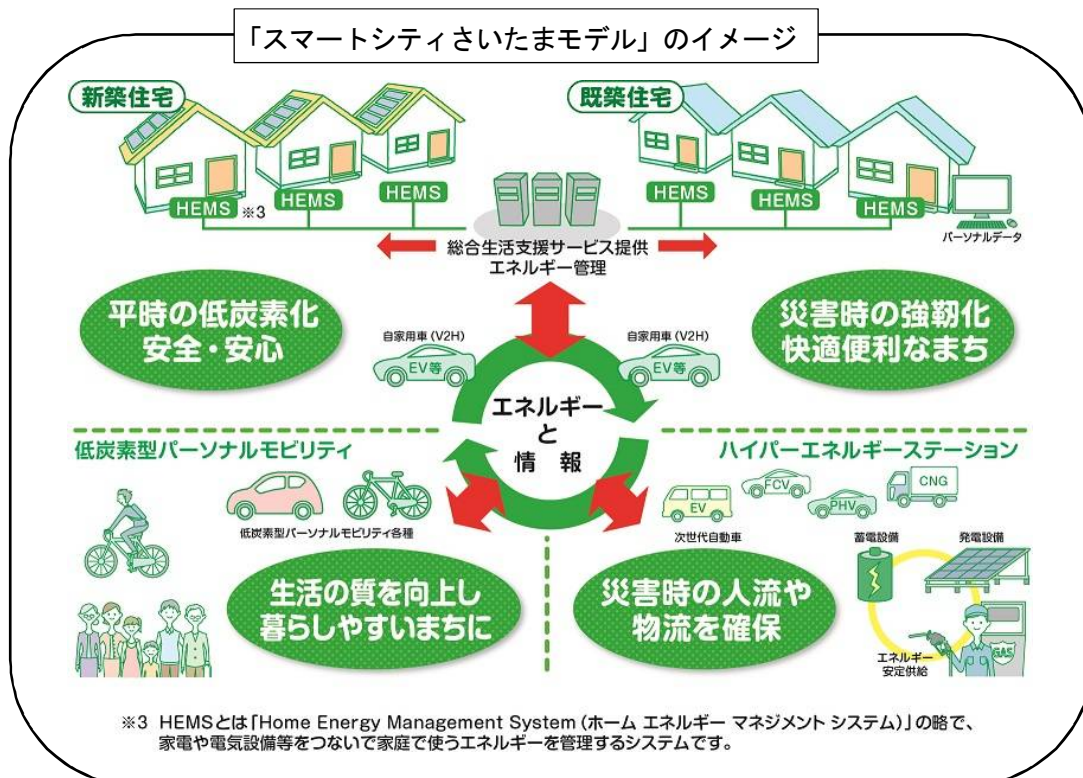 「スマートシティさいたまモデル」のイメージ
新築住宅
既築住宅
HEMS
※3
HEMS
HEMS
HEMS
HEMS
HEMS
パーソナルデータ
総合生活支援サービス提供
エネルギー管理
平時の低炭素化
安全・安心
災害時の強靭化
快適便利なまち
自家用車(V2H)
EV等
自家用車(V2H)
EV等
エネルギー
と
情報
低炭素型パーソナルモビリティ
ハイパーエネルギーステーション
低炭素型パーソナルモビリティ各種
EV
FCV
PHV
CNG
次世代自動車
蓄電設備
発電設備
GAS
エネルギー
安定供給
生活の質を向上し
暮らしやすいまちに
災害時の人流や
物流を確保
※3 HEMSとは「Home Energy Management System(ホーム エネルギー マネジメント システム)」の略で、
家電や電気設備等をつないで家庭で使うエネルギーを管理するシステムです。